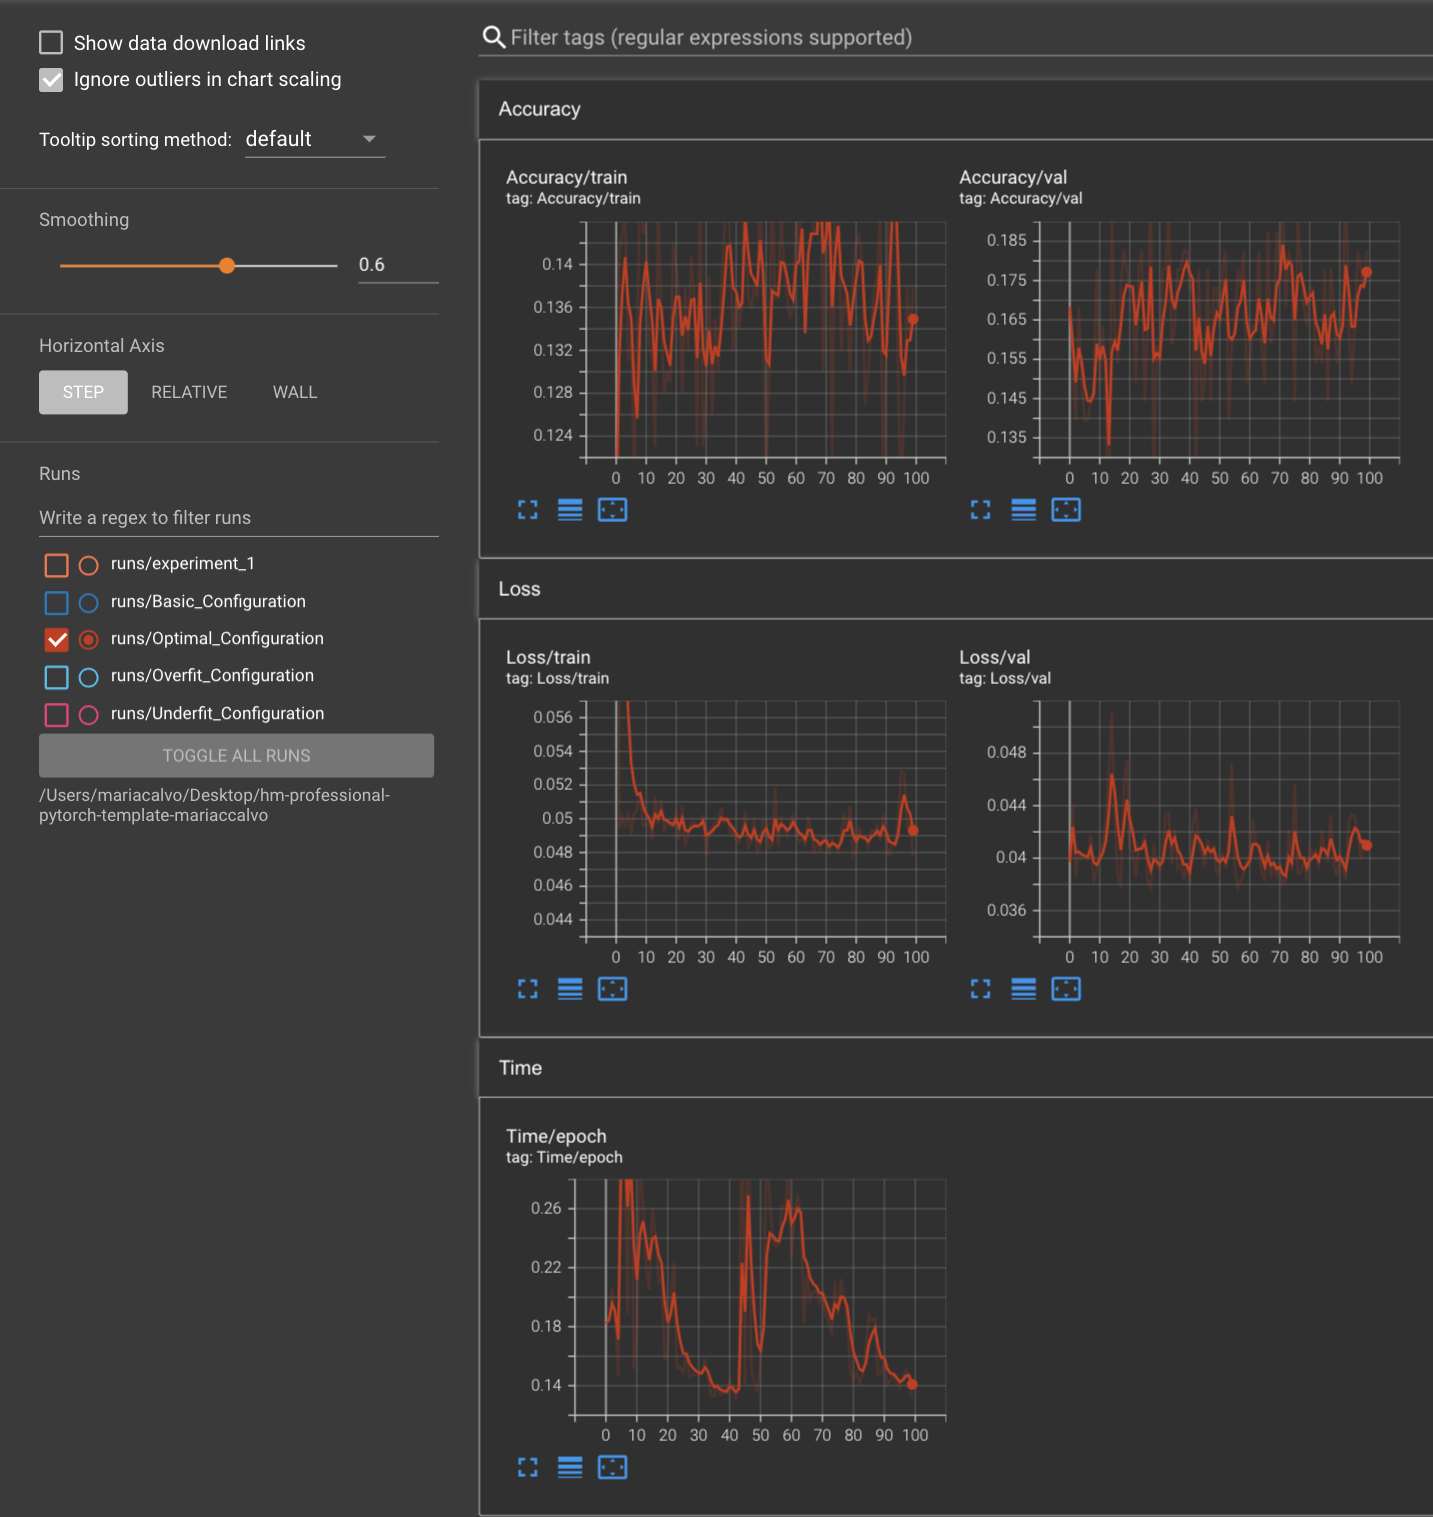 Show data download links
Ignore outliers in chart scaling
Tooltip sorting method: default
Smoothing
0.6
Horizontal Axis
STEP RELATIVE WALL
Runs
Write a regex to filter runs
runs/experiment_1
runs/Basic_Configuration
runs/Optimal_Configuration
runs/Overfit_Configuration
runs/Underfit_Configuration
TOGGLE ALL RUNS
/Users/mariacalvo/Desktop/hm-professional-
pytorch-template-mariaccalvo
Filter tags (regular expressions supported)
Accuracy
Accuracy/train
tag: Accuracy/train
0.14
0.136
0.132
0.128
0.124
0 10 20 30 40 50 60 70 80 90 100
Accuracy/val
tag: Accuracy/val
0.185
0.175
0.165
0.155
0.145
0.135
0 10 20 30 40 50 60 70 80 90 100
Loss
Loss/train
tag: Loss/train
0.056
0.054
0.052
0.05
0.048
0.046
0.044
0 10 20 30 40 50 60 70 80 90 100
Loss/val
tag: Loss/val
0.048
0.044
0.04
0.036
0 10 20 30 40 50 60 70 80 90 100
Time
Time/epoch
tag: Time/epoch
0.26
0.22
0.18
0.14
0 10 20 30 40 50 60 70 80 90 100